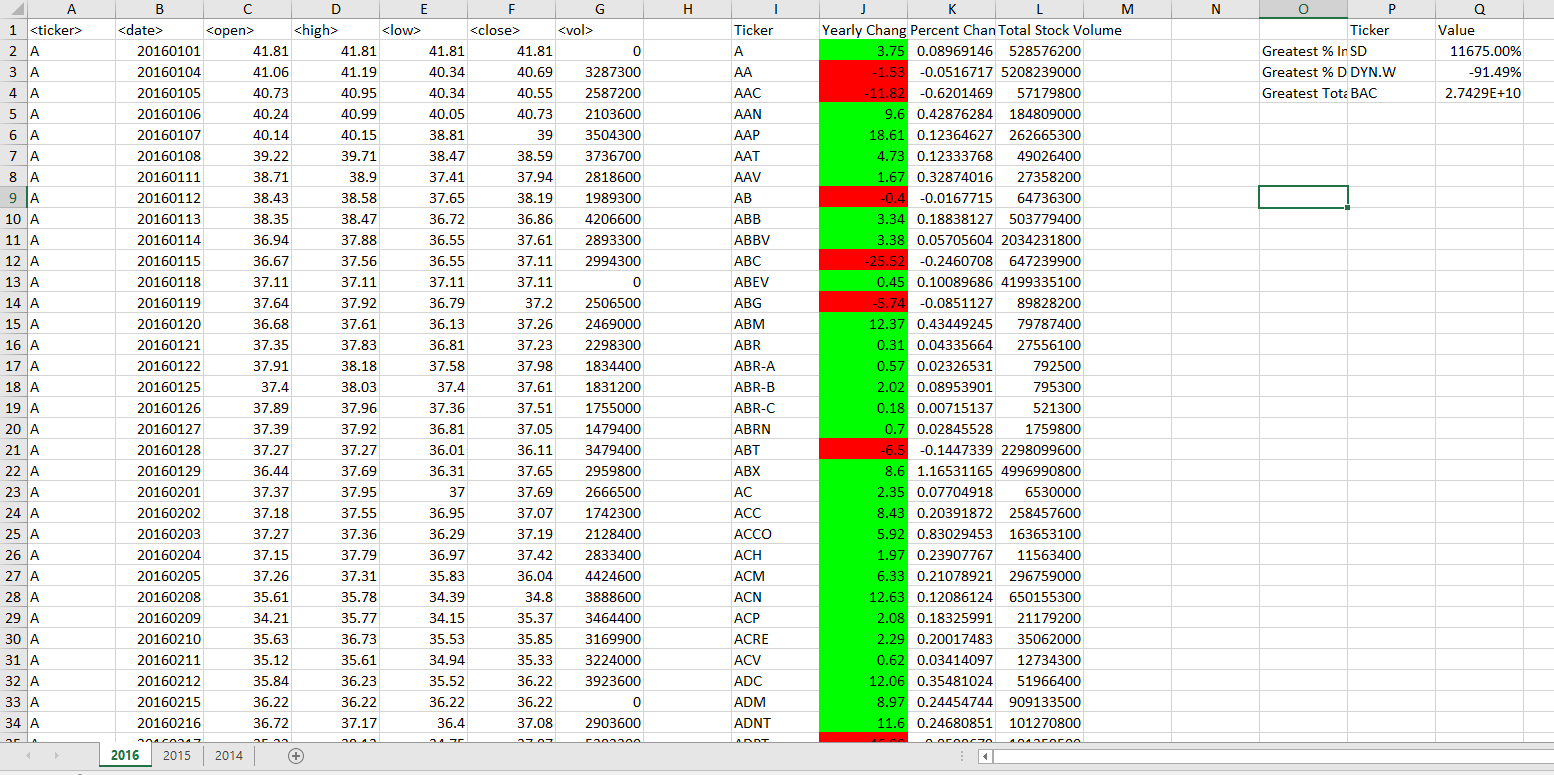 A B C D E F G H I J K L M N O P Q
1 <ticker> <date> <open> <high> <low> <close> <vol> Ticker Yearly Chang Percent Chan Total Stock Volume Ticker Value
2 A 20160101 41.81 41.81 41.81 41.81 0 A 3.75 0.08969146 528576200 Greatest % In SD 11675.00%
3 A 20160104 41.06 41.19 40.34 40.69 3287300 AA -1.53 -0.0516717 5208239000 Greatest % D DYN.W -91.49%
4 A 20160105 40.73 40.95 40.34 40.55 2587200 AAC -11.82 -0.6201469 57179800 Greatest Tota BAC 2.7429E+10
5 A 20160106 40.24 40.99 40.05 40.73 2103600 AAN 9.6 0.42876284 184809000
6 A 20160107 40.14 40.15 38.81 39 3504300 AAP 18.61 0.12364627 262665300
7 A 20160108 39.22 39.71 38.47 38.59 3736700 AAT 4.73 0.12333768 49026400
8 A 20160111 38.71 38.9 37.41 37.94 2818600 AAV 1.67 0.32874016 27358200
9 A 20160112 38.43 38.58 37.65 38.19 1989300 AB -0.4 -0.0167715 64736300
10 A 20160113 38.35 38.47 36.72 36.86 4206600 ABB 3.34 0.18838127 503779400
11 A 20160114 36.94 37.88 36.55 37.61 2893300 ABBV 3.38 0.05705604 2034231800
12 A 20160115 36.67 37.56 36.55 37.11 2994300 ABC -25.52 -0.2460708 647239900
13 A 20160118 37.11 37.11 37.11 37.11 0 ABEV 0.45 0.10089686 4199335100
14 A 20160119 37.64 37.92 36.79 37.2 2506500 ABG -5.74 -0.0851127 89828200
15 A 20160120 36.68 37.61 36.13 37.26 2469000 ABM 12.37 0.43449245 79787400
16 A 20160121 37.35 37.83 36.81 37.23 2298300 ABR 0.31 0.04335664 27556100
17 A 20160122 37.91 38.18 37.58 37.98 1834400 ABR-A 0.57 0.02326531 792500
18 A 20160125 37.4 38.03 37.4 37.61 1831200 ABR-B 2.02 0.08953901 795300
19 A 20160126 37.89 37.96 37.36 37.51 1755000 ABR-C 0.18 0.00715137 521300
20 A 20160127 37.39 37.92 36.81 37.05 1479400 ABRN 0.7 0.02845528 1759800
21 A 20160128 37.27 37.27 36.01 36.11 3479400 ABT -6.5 -0.1447339 2298099600
22 A 20160129 36.44 37.69 36.31 37.65 2959800 ABX 8.6 1.16531165 4996990800
23 A 20160201 37.37 37.95 37 37.69 2666500 AC 2.35 0.07704918 6530000
24 A 20160202 37.18 37.55 36.95 37.07 1742300 ACC 8.43 0.20391872 258457600
25 A 20160203 37.27 37.36 36.29 37.19 2128400 ACCO 5.92 0.83029453 163653100
26 A 20160204 37.15 37.79 36.97 37.42 2833400 ACH 1.97 0.23907767 11563400
27 A 20160205 37.26 37.31 35.83 36.04 4424600 ACM 6.33 0.21078921 296759000
28 A 20160208 35.61 35.78 34.39 34.8 3888600 ACN 12.63 0.12086124 650155300
29 A 20160209 34.21 35.77 34.15 35.37 3464400 ACP 2.08 0.18325991 21179200
30 A 20160210 35.63 36.73 35.53 35.85 3169900 ACRE 2.29 0.20017483 35062000
31 A 20160211 35.12 35.61 34.94 35.33 3224000 ACV 0.62 0.03414097 12734300
32 A 20160212 35.84 36.23 35.52 36.22 3923600 ADC 12.06 0.35481024 51966400
33 A 20160215 36.22 36.22 36.22 36.22 0 ADM 8.97 0.24454744 909133500
34 A 20160216 36.72 37.17 36.4 37.08 2903600 ADNT 11.6 0.24680851 101270800
2016 2015 2014